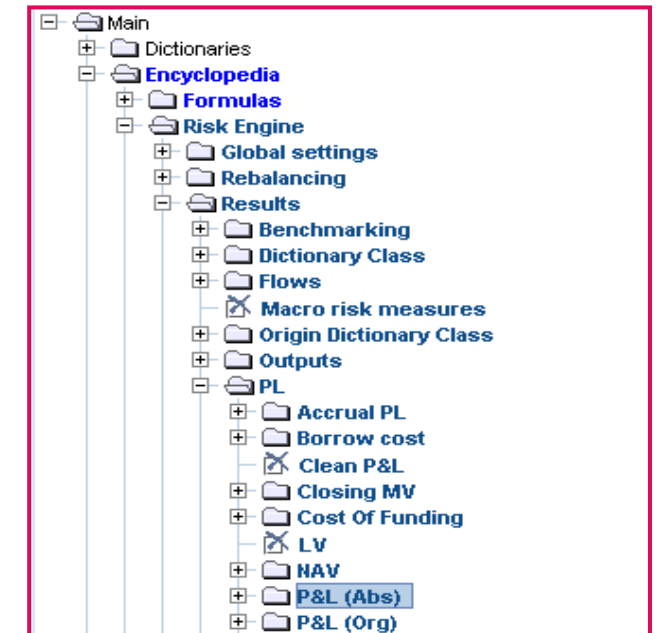 Main
Dictionaries
Encyclopedia
Formulas
Risk Engine
Global settings
Rebalancing
Results
Benchmarking
Dictionary Class
Flows
Macro risk measures
Origin Dictionary Class
Outputs
PL
Accrual PL
Borrow cost
Clean P&L
Closing MV
Cost Of Funding
LV
NAV
P&L (Abs)
P&L (Org)